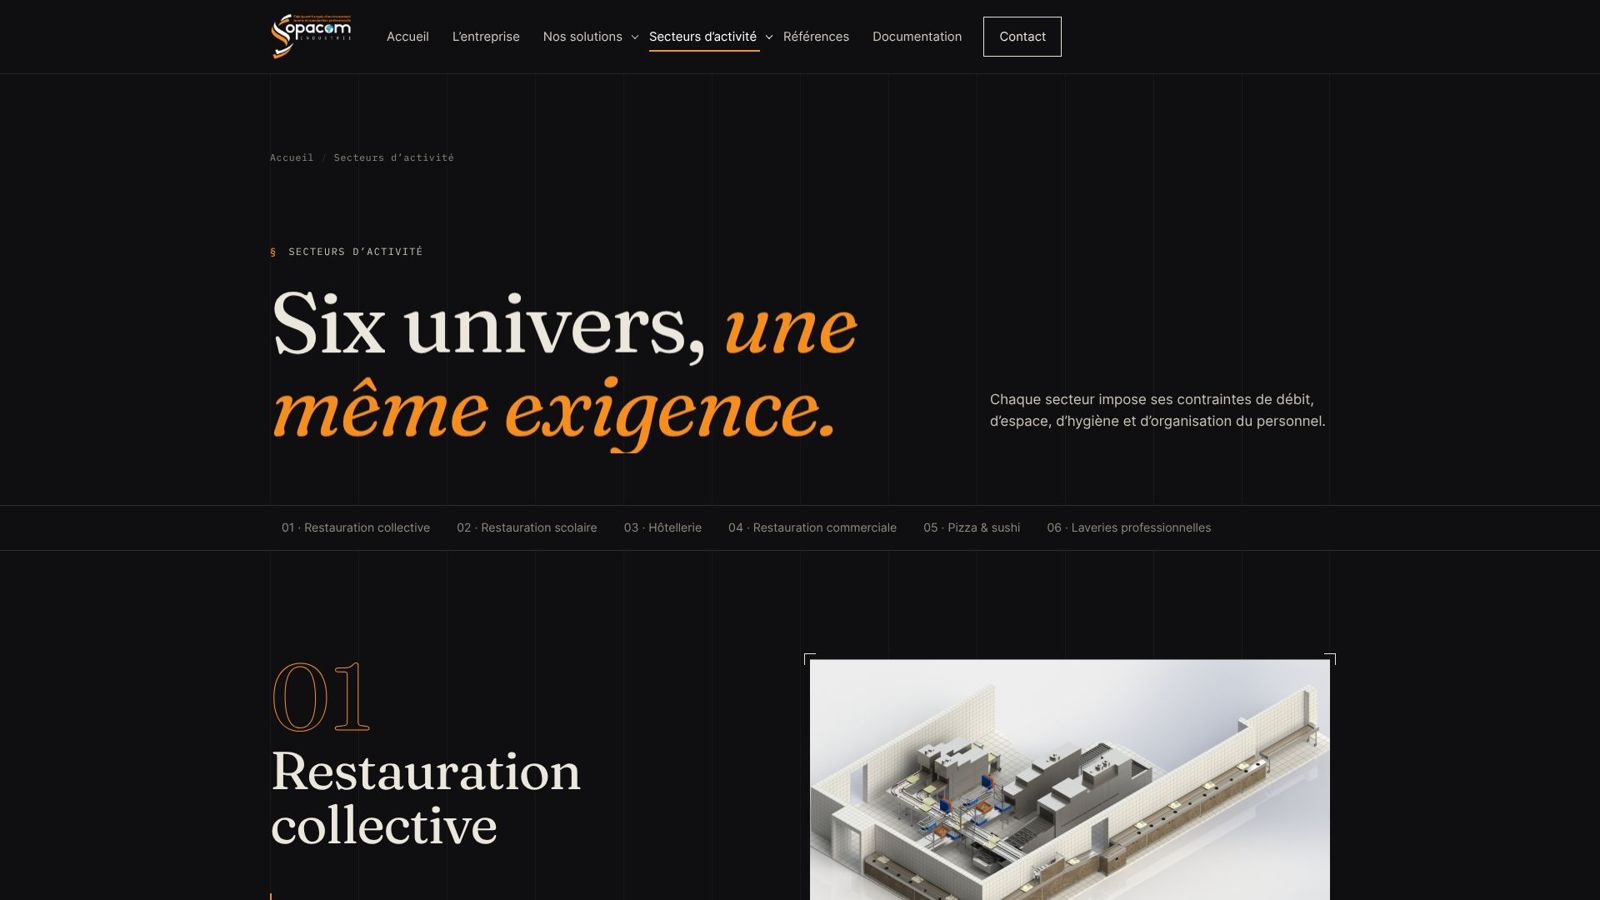 Sopacom
INDUSTRIE
Accueil
L’entreprise
Nos solutions
Secteurs d’activité
Références
Documentation
Contact
Accueil / Secteurs d’activité
§ SECTEURS D’ACTIVITÉ
Six univers, une
même exigence.
Chaque secteur impose ses contraintes de débit,
d’espace, d’hygiène et d’organisation du personnel.
01 · Restauration collective
02 · Restauration scolaire
03 · Hôtellerie
04 · Restauration commerciale
05 · Pizza & sushi
06 · Laveries professionnelles
01
Restauration
collective